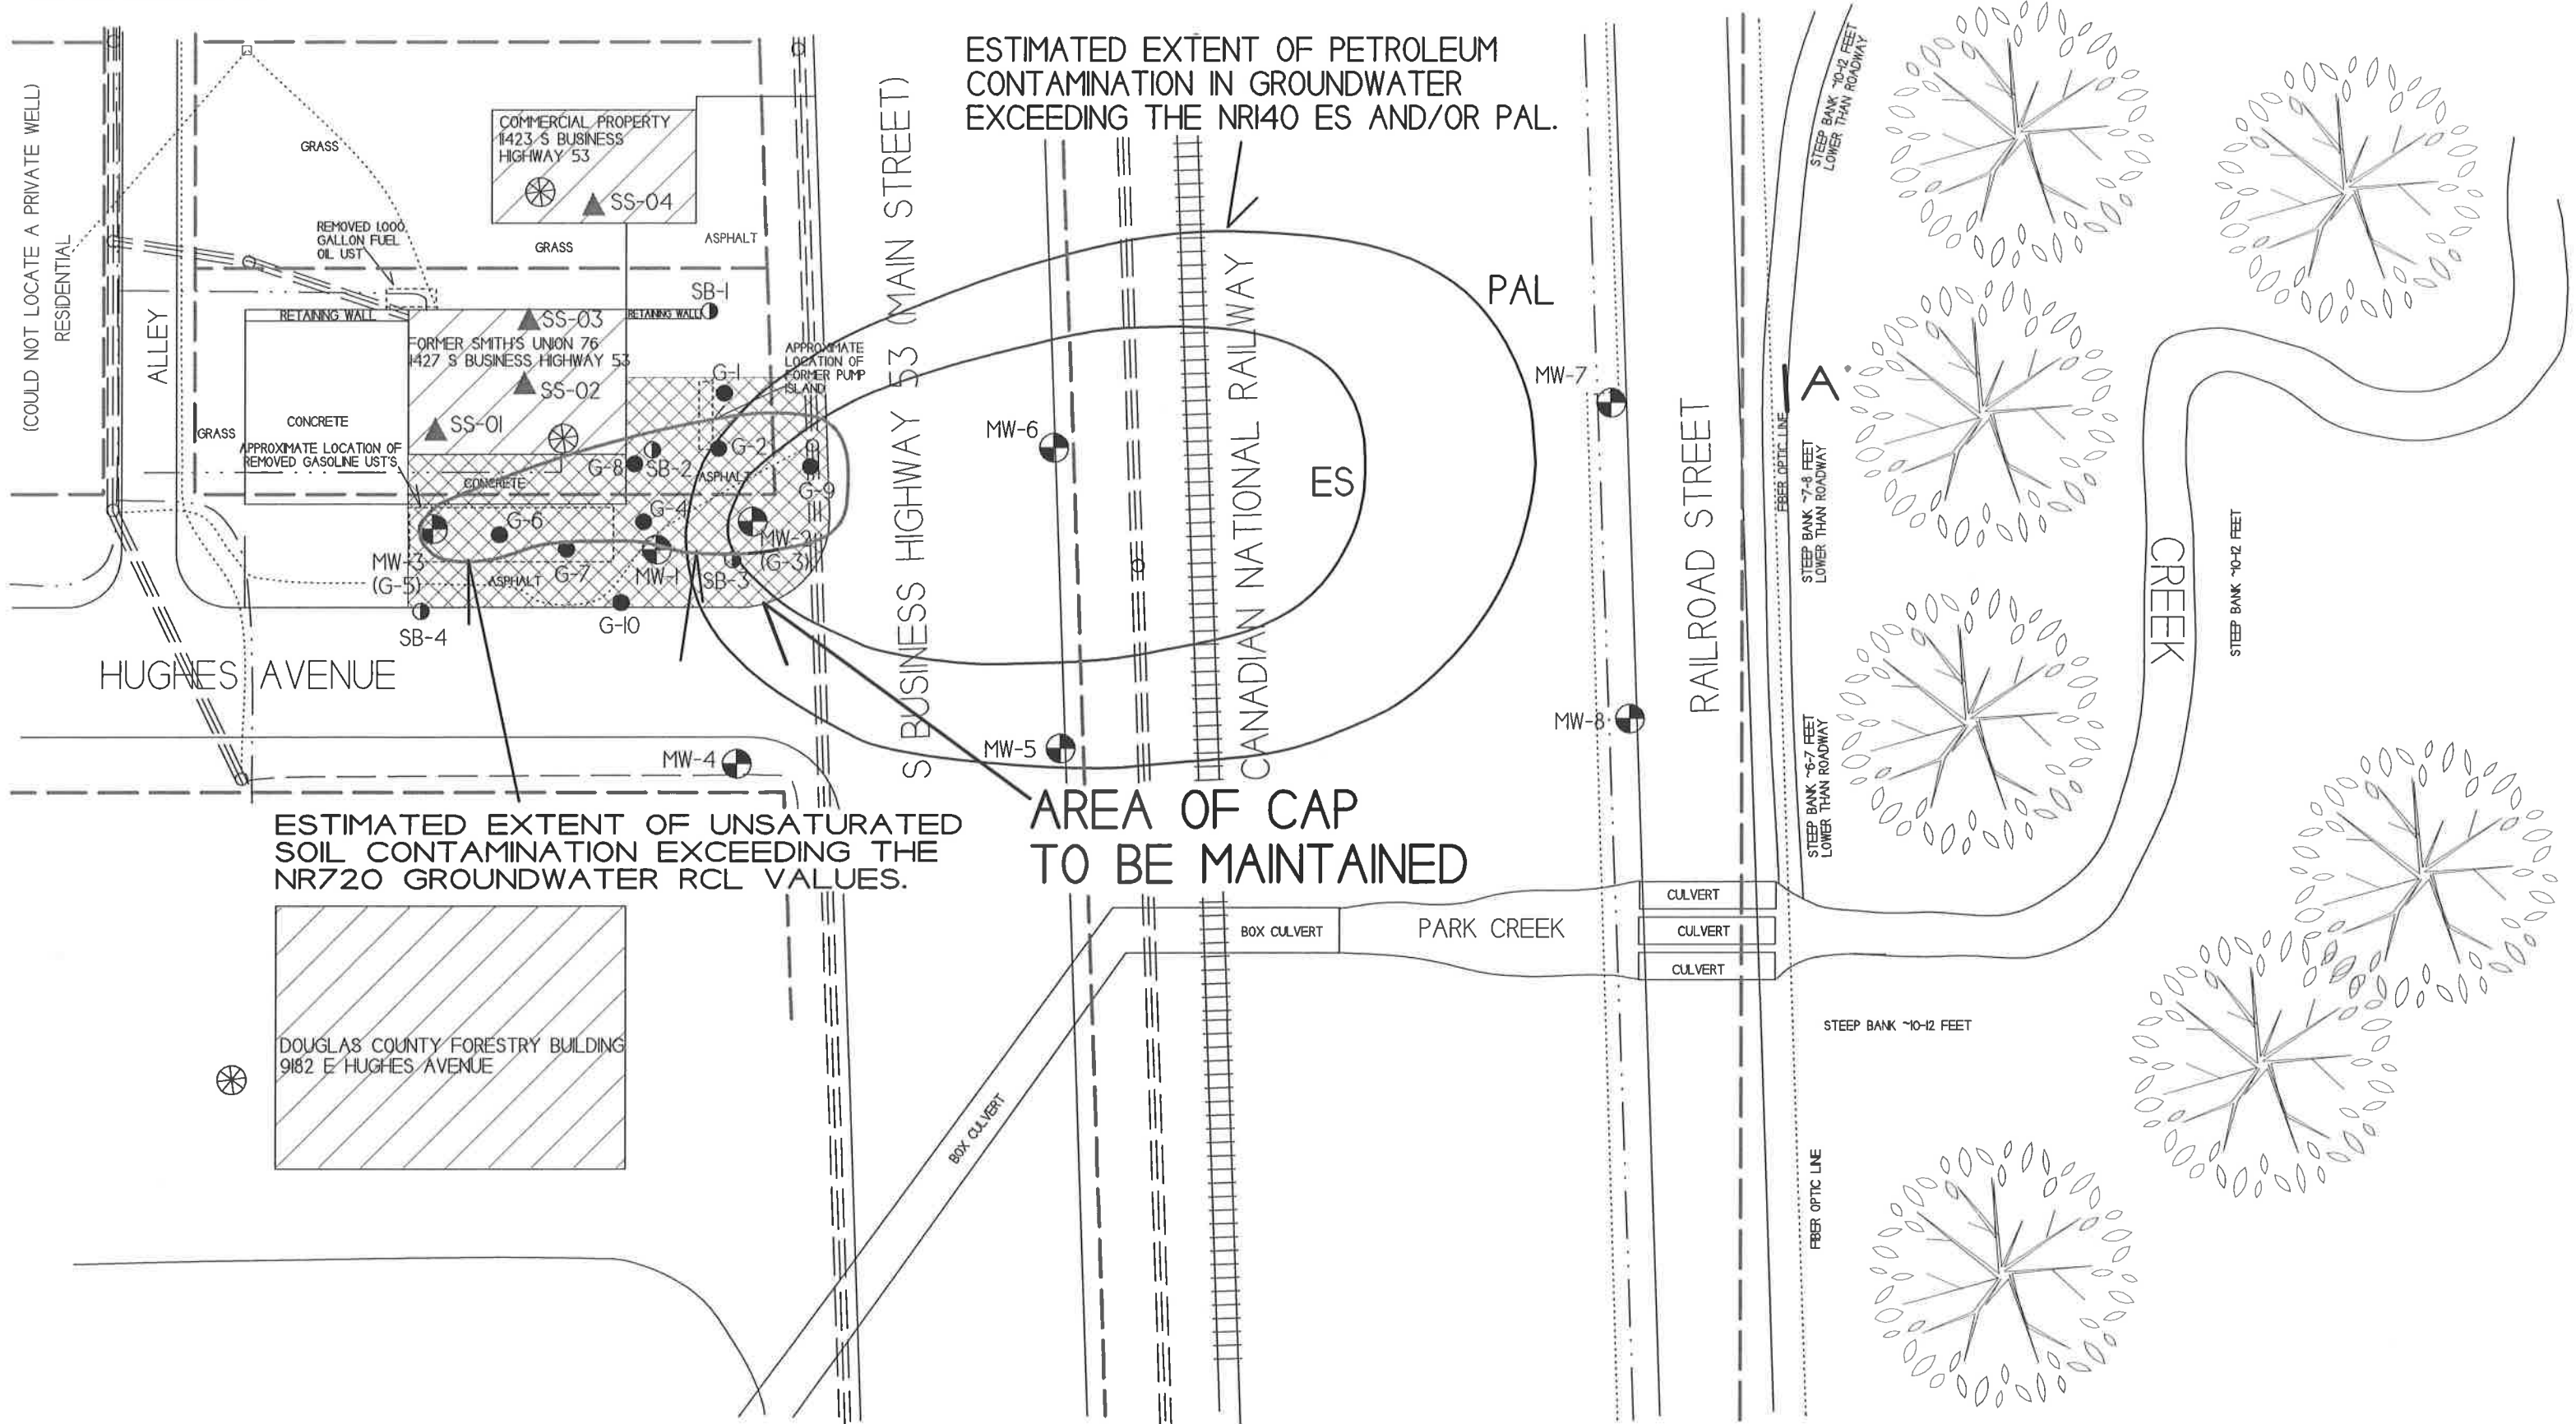 ESTIMATED EXTENT OF PETROLEUM
CONTAMINATION IN GROUNDWATER
EXCEEDING THE NR140 ES AND/OR PAL.
(COULD NOT LOCATE A PRIVATE WELL)
RESIDENTIAL
ALLEY
GRASS
COMMERCIAL PROPERTY
11423 S BUSINESS
HIGHWAY 53
SS-04
REMOVED 1,000
GALLON FUEL
OIL UST
GRASS
ASPHALT
SB-1
RETAINING WALL
RETAINING WALL
SS-03
FORMER SMITH'S UNION 76
11427 S BUSINESS HIGHWAY 53
SS-02
SS-01
CONCRETE
GRASS
APPROXIMATE LOCATION OF
REMOVED GASOLINE UST'S
APPROXIMATE
LOCATION OF
FORMER PUMP
ISLAND
G-1
G-2
G-8
SB-2
ASPHALT
G-9
CONCRETE
G-6
G-4
MW-2
(G-3)
MW-3
(G-5)
ASPHALT
G-7
MW-1
SB-3
SB-4
G-10
HUGHES AVENUE
MW-4
S BUSINESS HIGHWAY 53 (MAIN STREET)
MW-6
MW-5
CANADIAN NATIONAL RAILWAY
ES
PAL
MW-7
MW-8
RAILROAD STREET
STEEP BANK ~10-12 FEET
LOWER THAN ROADWAY
A'
FIBER OPTIC LINE
STEEP BANK ~7-8 FEET
LOWER THAN ROADWAY
STEEP BANK ~6-7 FEET
LOWER THAN ROADWAY
CREEK
STEEP BANK ~10-12 FEET
ESTIMATED EXTENT OF UNSATURATED
SOIL CONTAMINATION EXCEEDING THE
NR720 GROUNDWATER RCL VALUES.
AREA OF CAP
TO BE MAINTAINED
BOX CULVERT
PARK CREEK
CULVERT
CULVERT
CULVERT
STEEP BANK ~10-12 FEET
DOUGLAS COUNTY FORESTRY BUILDING
9182 E HUGHES AVENUE
BOX CULVERT
FIBER OPTIC LINE